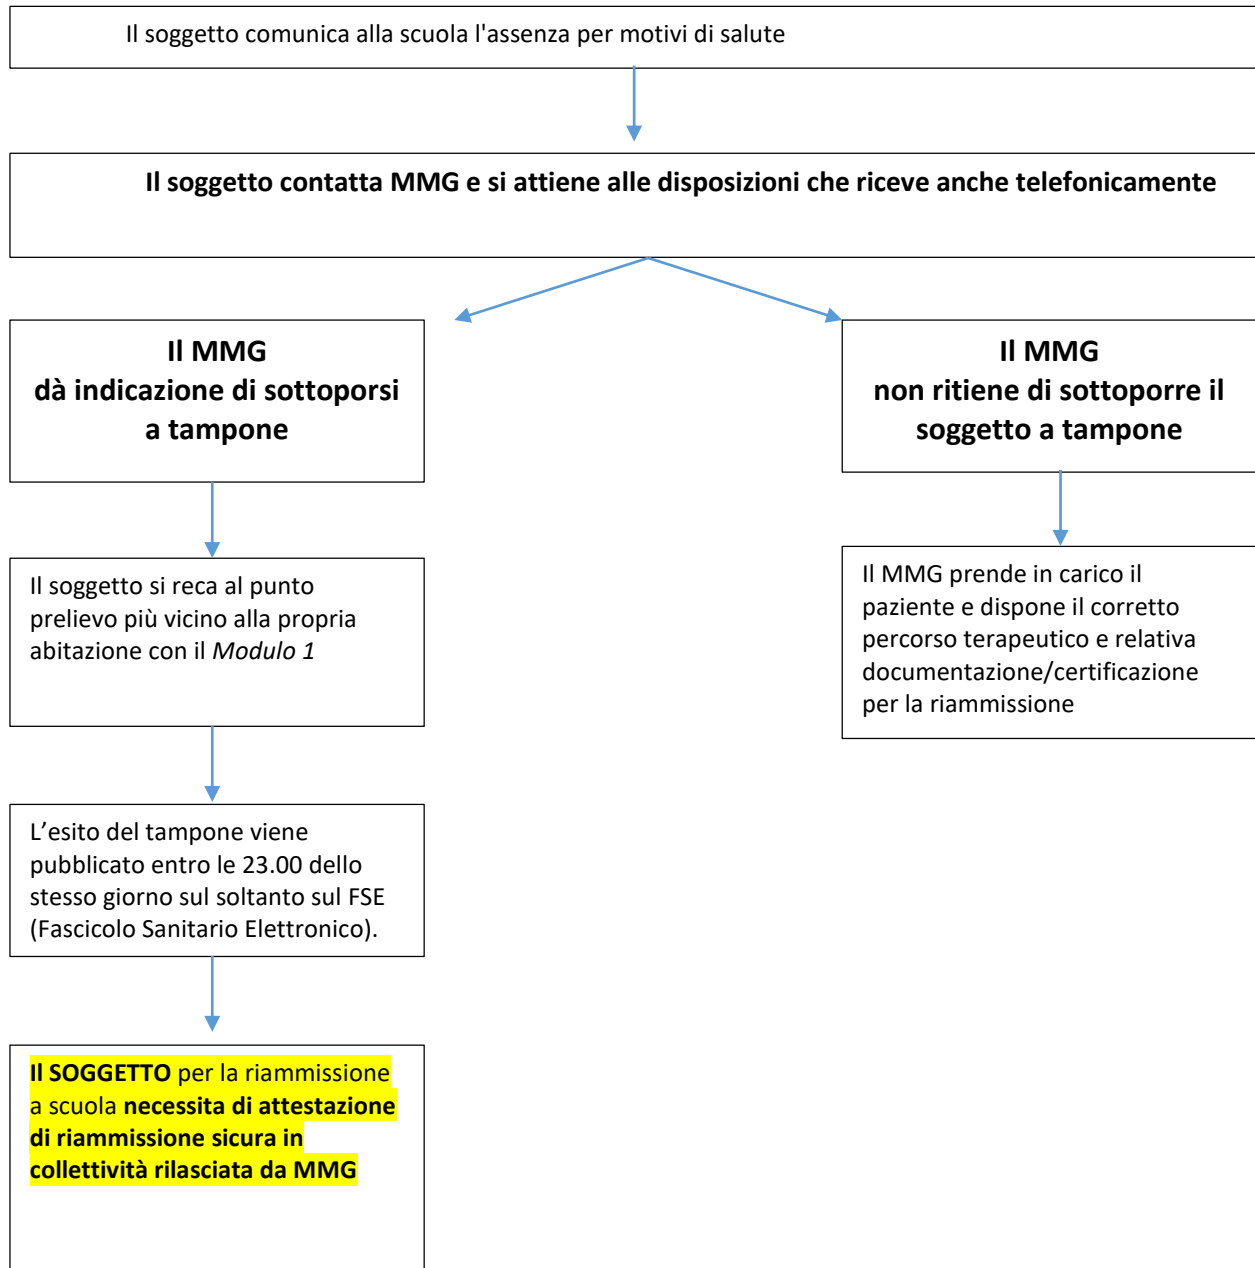 Il soggetto comunica alla scuola l'assenza per motivi di salute
Il soggetto contatta MMG e si attiene alle disposizioni che riceve anche telefonicamente
Il MMG
dà indicazione di sottoporsi
a tampone
Il MMG
non ritiene di sottoporre il
soggetto a tampone
Il soggetto si reca al punto
prelievo più vicino alla propria
abitazione con il Modulo 1
Il MMG prende in carico il
paziente e dispone il corretto
percorso terapeutico e relativa
documentazione/certificazione
per la riammissione
L’esito del tampone viene
pubblicato entro le 23.00 dello
stesso giorno sul soltanto sul FSE
(Fascicolo Sanitario Elettronico).
Il SOGGETTO per la riammissione
a scuola necessita di attestazione
di riammissione sicura in
collettività rilasciata da MMG